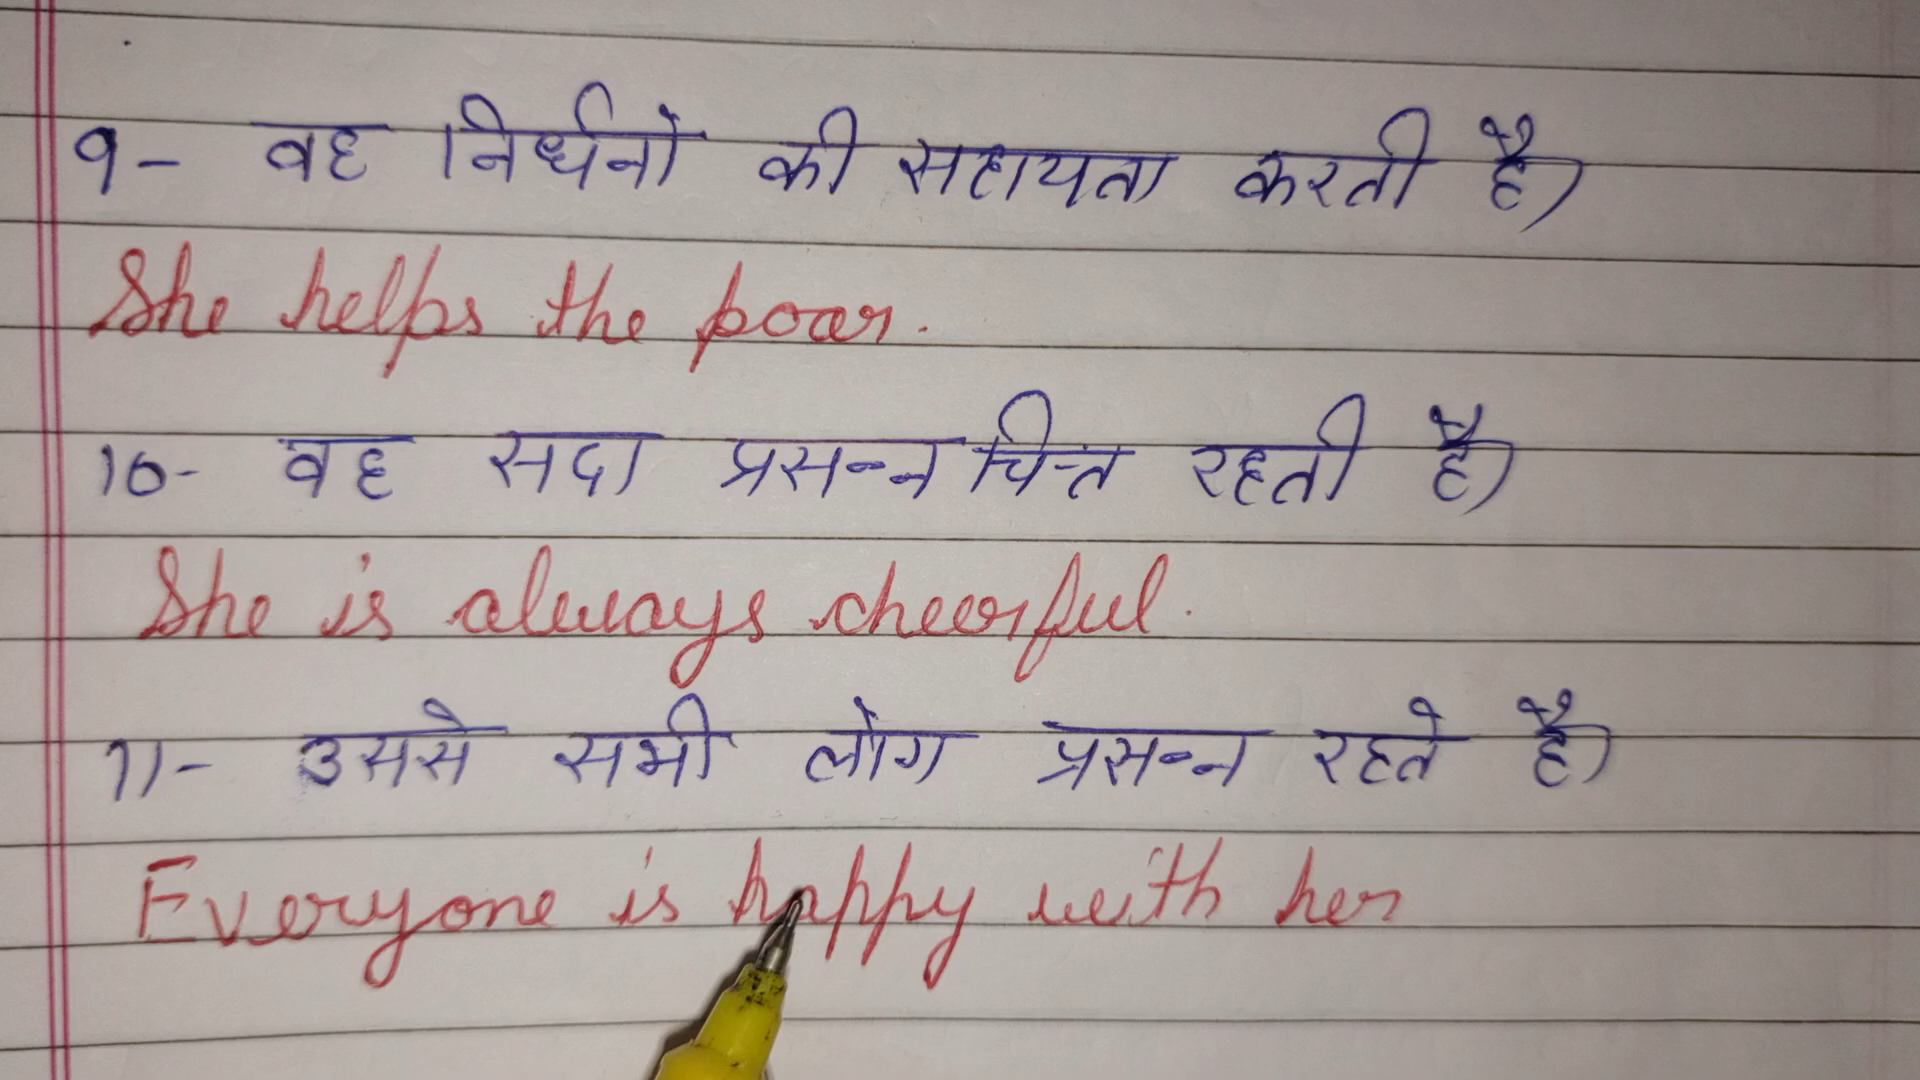 9- वह निर्धनों की सहायता करती है।
She helps the poor.
10- वह सदा प्रसन्नचित्त रहती है।
She is always cheerful.
11- उससे सभी लोग प्रसन्न रहते है।
Everyone is happy with her